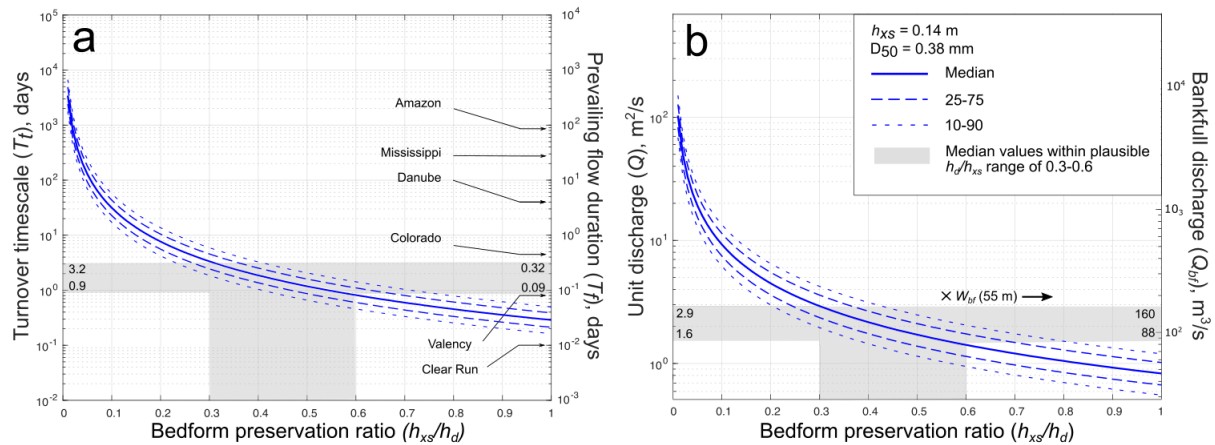 a
10^5
10^4
10^3
10^2
10^1
10^0
10^-1
10^-2
Turnover timescale (Tt), days
10^4
10^3
10^2
10^1
10^0
10^-1
10^-2
10^-3
Prevailing flow duration (Tf), days
Amazon
Mississippi
Danube
Colorado
3.2
0.9
0.32
0.09
Valency
Clear Run
0 0.1 0.2 0.3 0.4 0.5 0.6 0.7 0.8 0.9 1
Bedform preservation ratio (hxs/hd)
b
10^2
10^1
10^0
Unit discharge (Q), m²/s
hxs = 0.14 m
D50 = 0.38 mm
Median
25-75
10-90
Median values within plausible
hd/hxs range of 0.3-0.6
10^4
10^3
10^2
Bankfull discharge (Qbf), m³/s
× Wbf (55 m)
2.9
1.6
160
88
0 0.1 0.2 0.3 0.4 0.5 0.6 0.7 0.8 0.9 1
Bedform preservation ratio (hxs/hd)